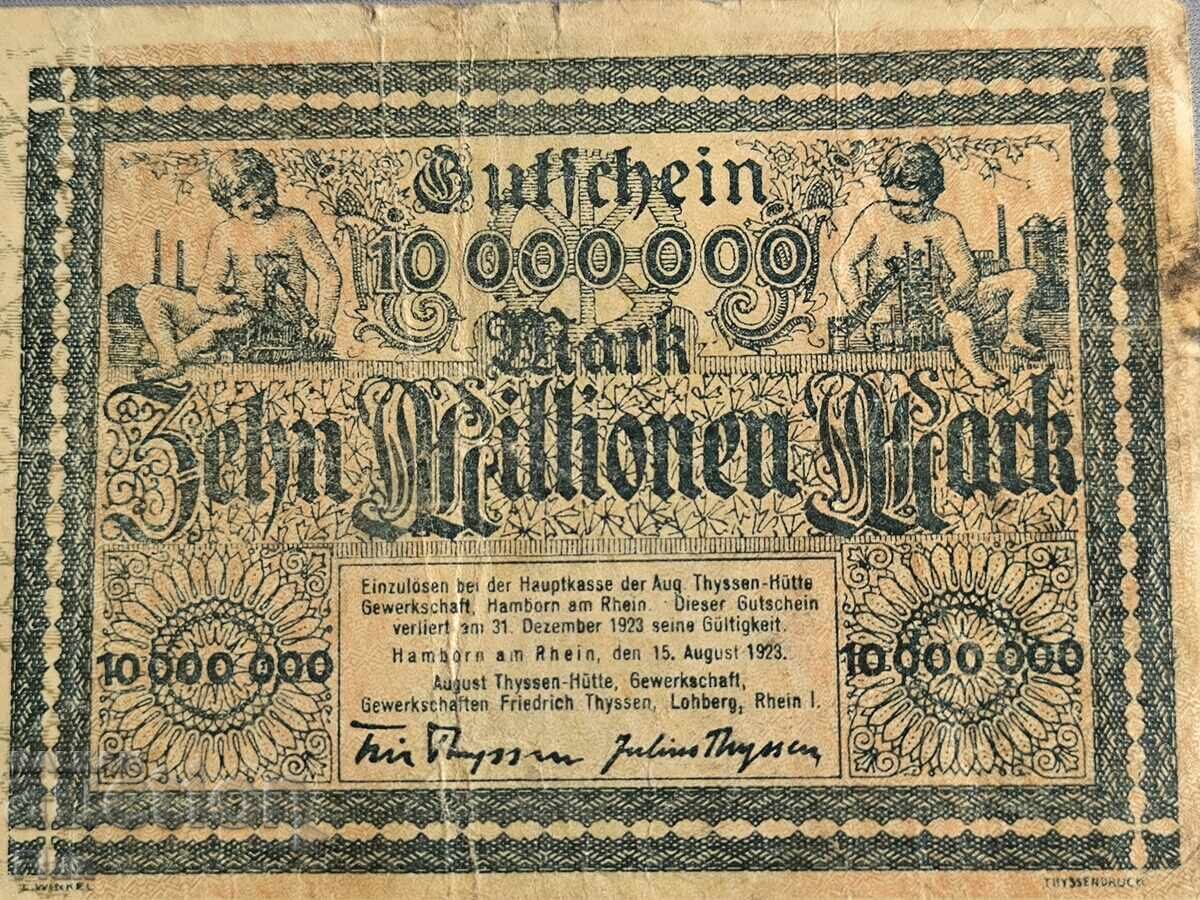 Gutschein
10 000 000
Mark
Zehn Millionen Mark
Einzulösen bei der Hauptkasse der Aug. Thyssen-Hütte
Gewerkschaft, Hamborn am Rhein. Dieser Gutschein
verliert am 31. Dezember 1923 seine Gültigkeit.
Hamborn am Rhein, den 15. August 1923.
August Thyssen-Hütte, Gewerkschaft,
Gewerkschaften Friedrich Thyssen, Lohberg, Rhein I.
10 000 000
10 000 000
Thyssen Julius Thyssen
WINKEL
THYSSENDRUCK